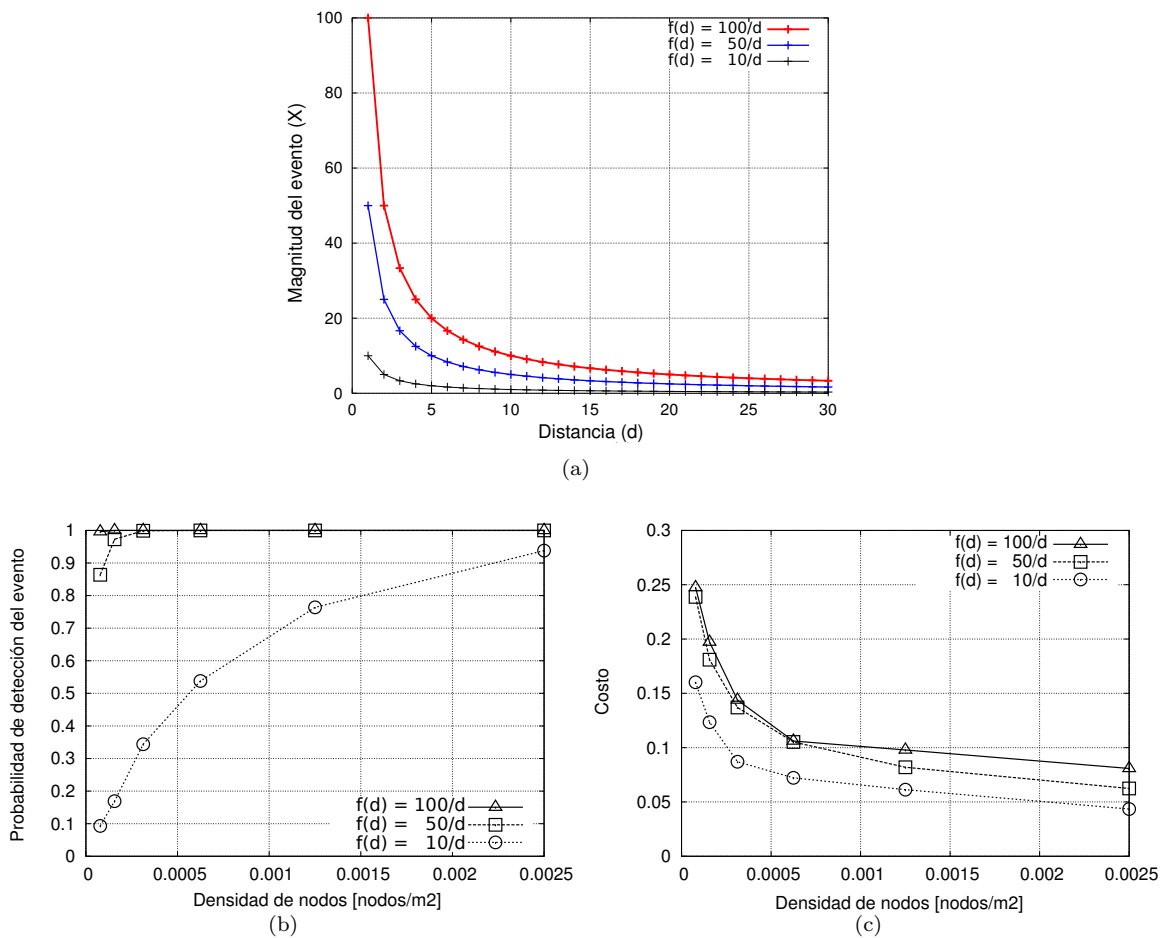 f(d) = 100/d
f(d) = 50/d
f(d) = 10/d
100
80
60
40
20
0
Magnitud del evento (X)
0 5 10 15 20 25 30
Distancia (d)
(a)
1
0.9
0.8
0.7
0.6
0.5
0.4
0.3
0.2
0.1
0
Probabilidad de detección del evento
f(d) = 100/d
f(d) = 50/d
f(d) = 10/d
0 0.0005 0.001 0.0015 0.002 0.0025
Densidad de nodos [nodos/m2]
(b)
0.3
0.25
0.2
0.15
0.1
0.05
0
Costo
f(d) = 100/d
f(d) = 50/d
f(d) = 10/d
0 0.0005 0.001 0.0015 0.002 0.0025
Densidad de nodos [nodos/m2]
(c)